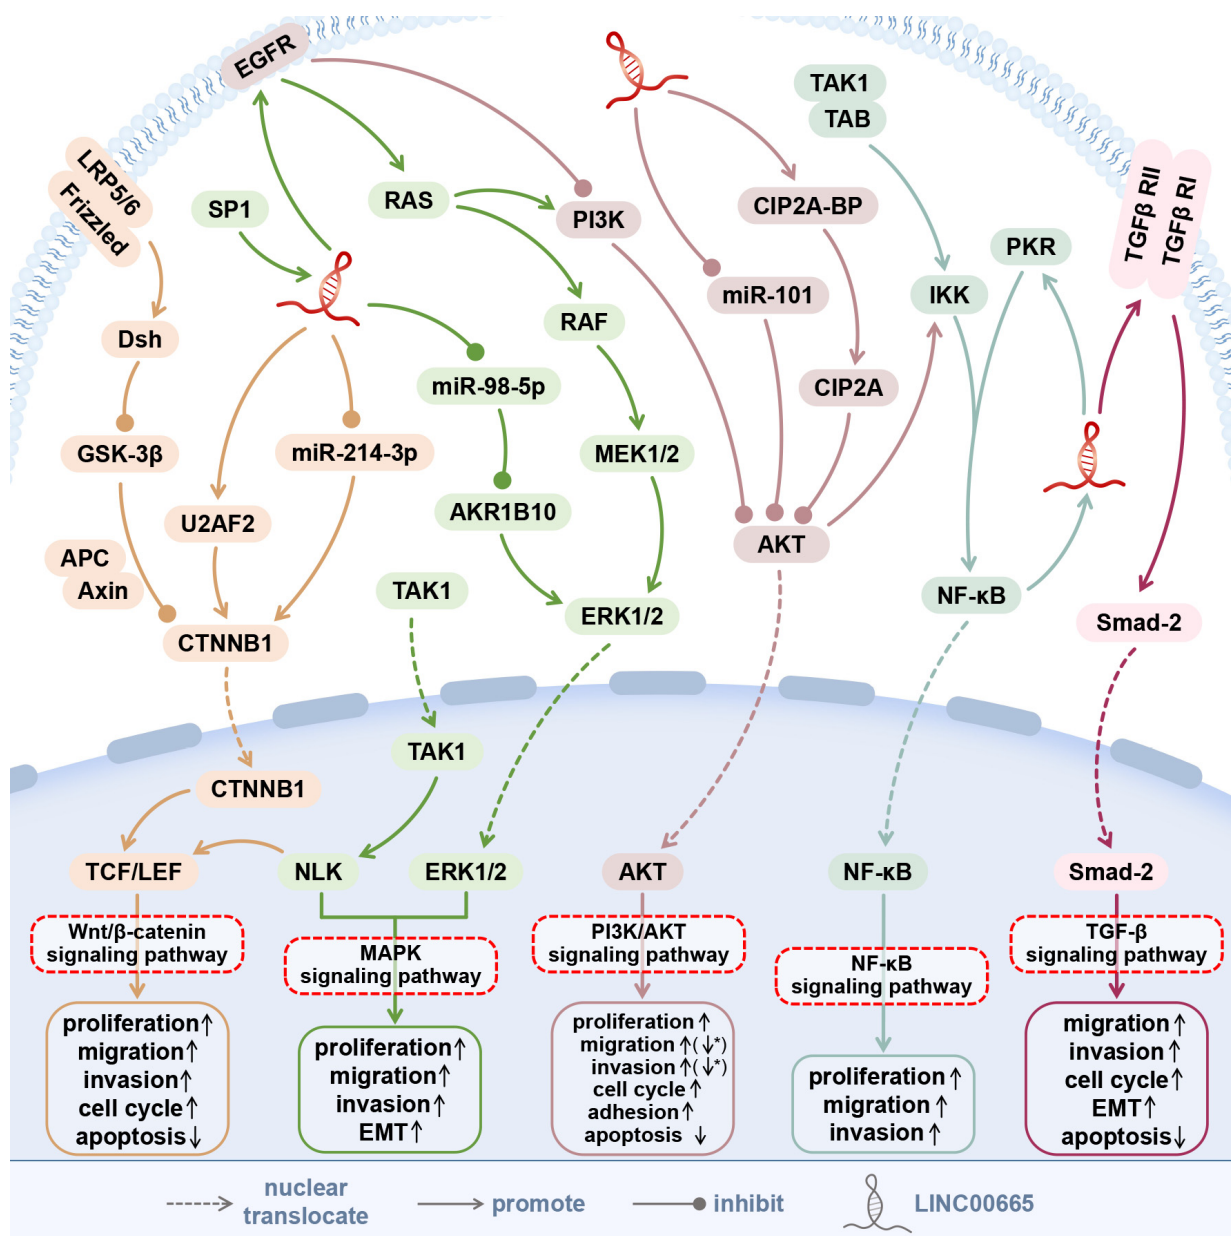 EGFR
TAK1
TAB
LRP5/6
Frizzled
TGFβ RII
TGFβ RI
SP1
RAS
PI3K
CIP2A-BP
PKR
Dsh
RAF
miR-101
IKK
miR-98-5p
CIP2A
GSK-3β
miR-214-3p
MEK1/2
U2AF2
AKR1B10
AKT
APC
Axin
TAK1
ERK1/2
NF-κB
Smad-2
CTNNB1
TAK1
CTNNB1
TCF/LEF
NLK
ERK1/2
AKT
NF-κB
Smad-2
Wnt/β-catenin
signaling pathway
MAPK
signaling pathway
PI3K/AKT
signaling pathway
NF-κB
signaling pathway
TGF-β
signaling pathway
proliferation↑
migration↑
invasion↑
cell cycle↑
apoptosis↓
proliferation↑
migration↑
invasion↑
EMT↑
proliferation↑
migration↑(↓*)
invasion↑(↓*)
cell cycle↑
adhesion↑
apoptosis ↓
proliferation↑
migration↑
invasion↑
migration↑
invasion↑
cell cycle↑
EMT↑
apoptosis↓
nuclear
translocate
promote
inhibit
LINC00665